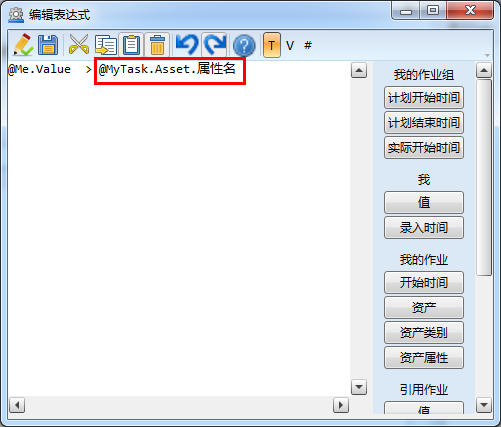 编辑表达式
T V #
@Me.Value > @MyTask.Asset.属性名
我的作业组
计划开始时间
计划结束时间
实际开始时间
我
值
录入时间
我的作业
开始时间
资产
资产类别
资产属性
引用作业
值